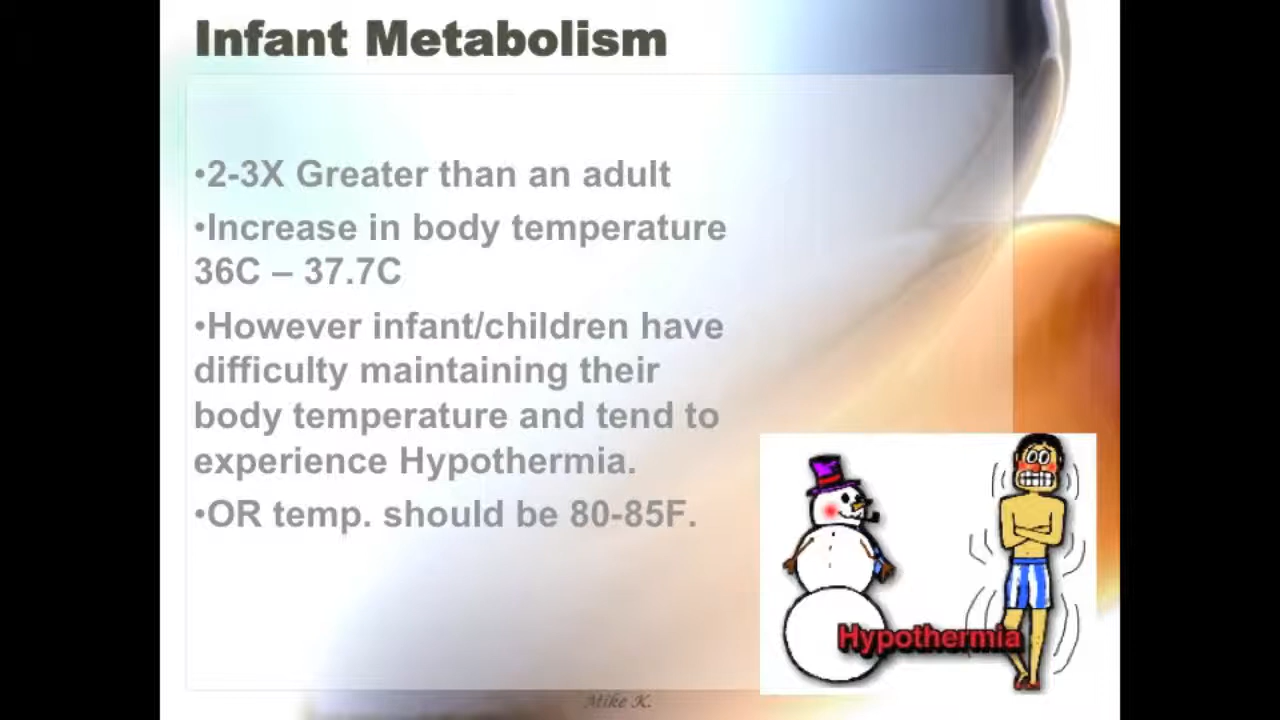 Infant Metabolism
•2-3X Greater than an adult
•Increase in body temperature
36C – 37.7C
•However infant/children have
difficulty maintaining their
body temperature and tend to
experience Hypothermia.
•OR temp. should be 80-85F.
Hypothermia
Mike K.